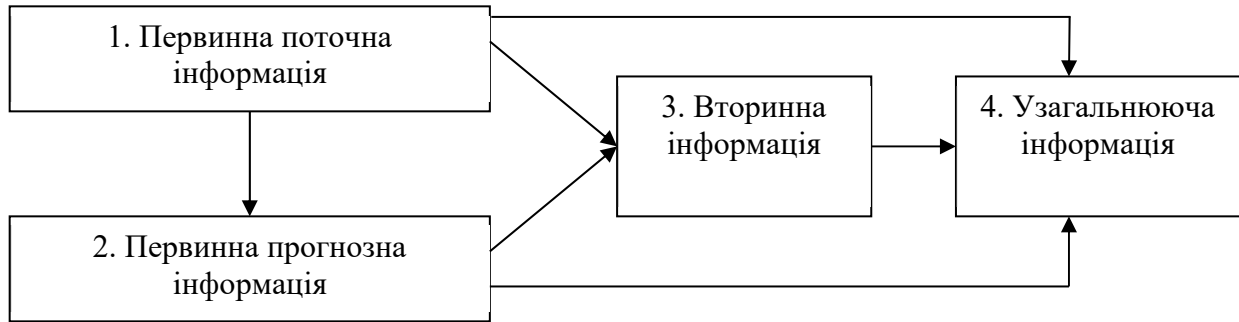 1. Первинна поточна
інформація
3. Вторинна
інформація
4. Узагальнююча
інформація
2. Первинна прогнозна
інформація